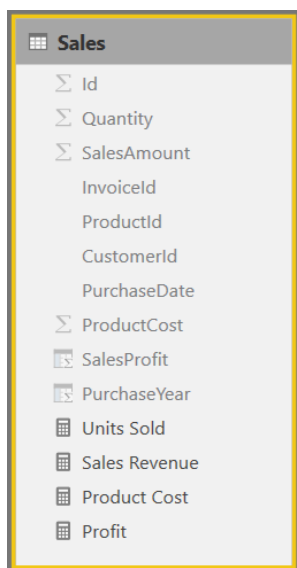 Sales
Id
Quantity
SalesAmount
InvoiceId
ProductId
CustomerId
PurchaseDate
ProductCost
SalesProfit
PurchaseYear
Units Sold
Sales Revenue
Product Cost
Profit